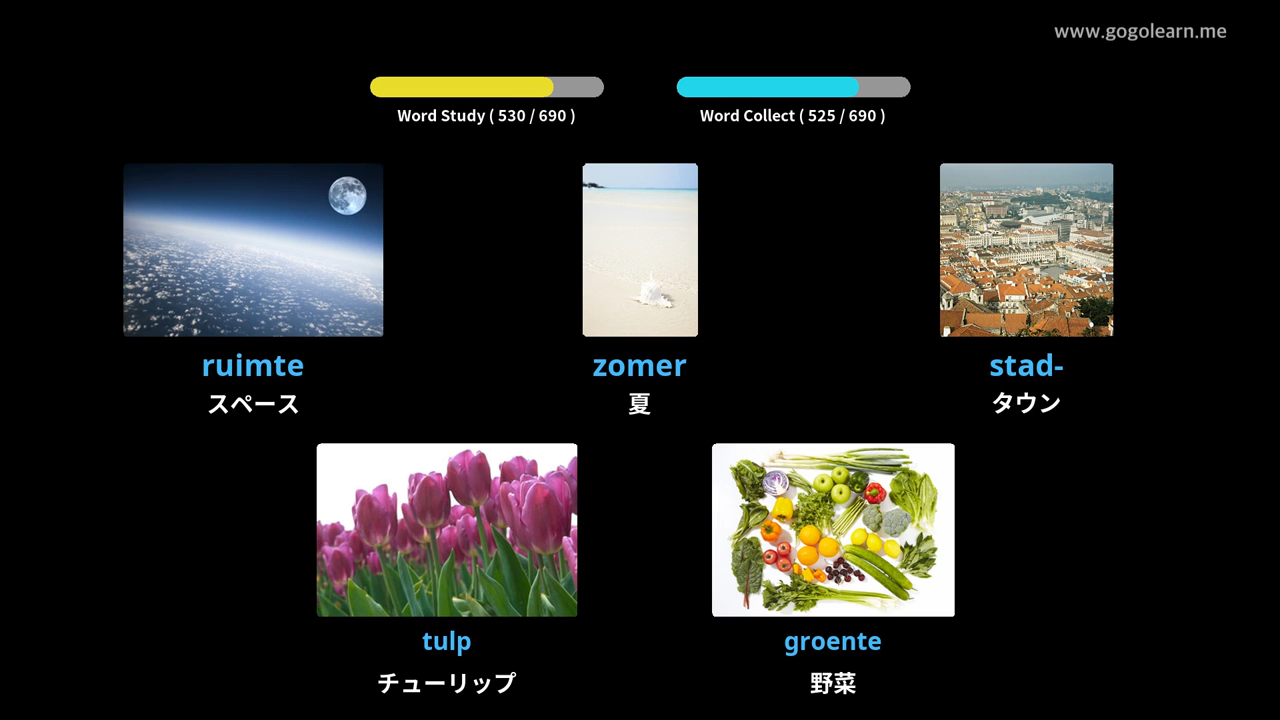 www.gogolearn.me
Word Study ( 530 / 690 )
Word Collect ( 525 / 690 )
ruimte
スペース
zomer
夏
stad-
タウン
tulp
チューリップ
groente
野菜